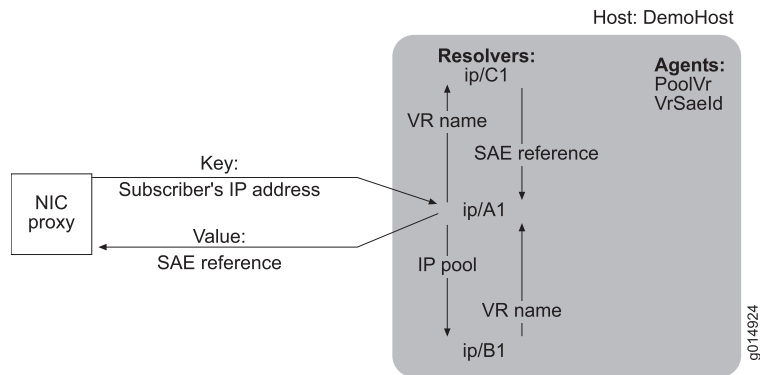 Host: DemoHost
Resolvers:
ip/C1
Agents:
PoolVr
VrSaeId
VR name
SAE reference
Key:
Subscriber's IP address
NIC
proxy
ip/A1
Value:
SAE reference
IP pool
VR name
ip/B1
g014924